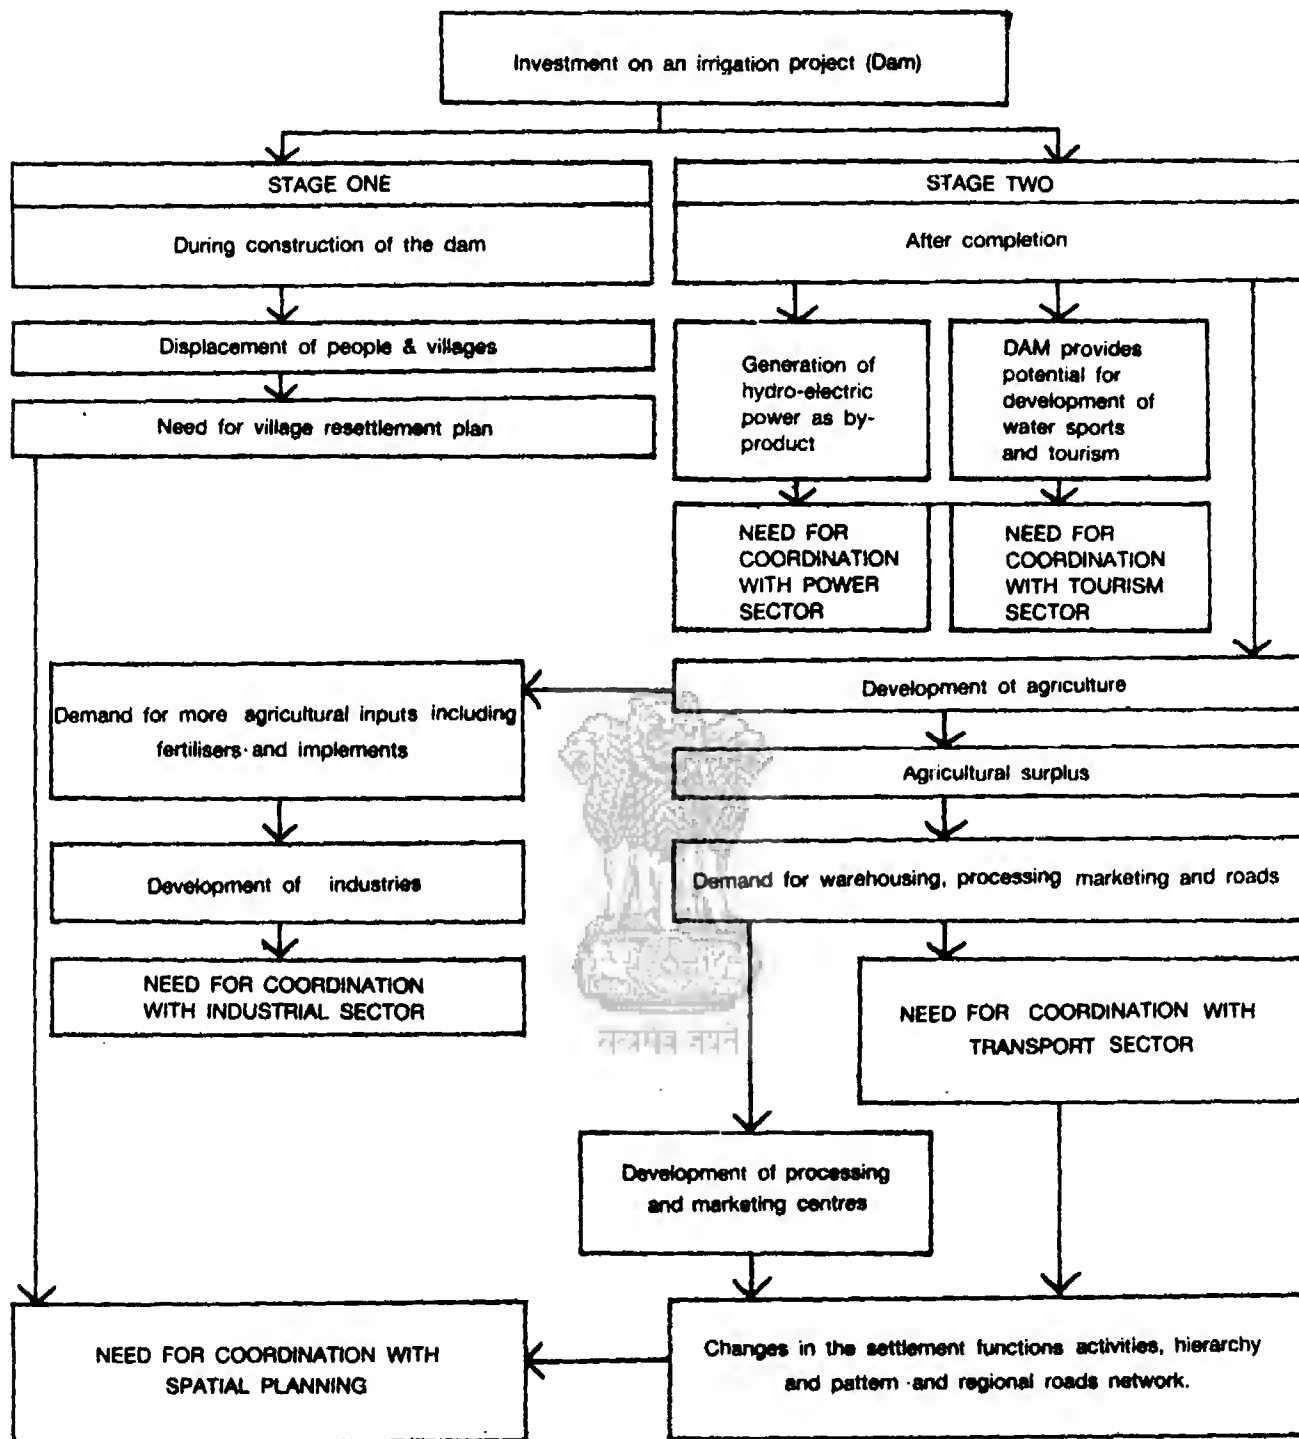 Investment on an irrigation project (Dam)
STAGE ONE
During construction of the dam
Displacement of people & villages
Need for village resettlement plan
STAGE TWO
After completion
Generation of
hydro-electric
power as by-
product
DAM provides
potential for
development of
water sports
and tourism
NEED FOR
COORDINATION
WITH POWER
SECTOR
NEED FOR
COORDINATION
WITH TOURISM
SECTOR
Development of agriculture
Demand for more agricultural inputs including
fertilisers and implements
Agricultural surplus
Development of industries
Demand for warehousing, processing marketing and roads
NEED FOR COORDINATION
WITH INDUSTRIAL SECTOR
NEED FOR COORDINATION WITH
TRANSPORT SECTOR
Development of processing
and marketing centres
NEED FOR COORDINATION WITH
SPATIAL PLANNING
Changes in the settlement functions activities, hierarchy
and pattern and regional roads network.